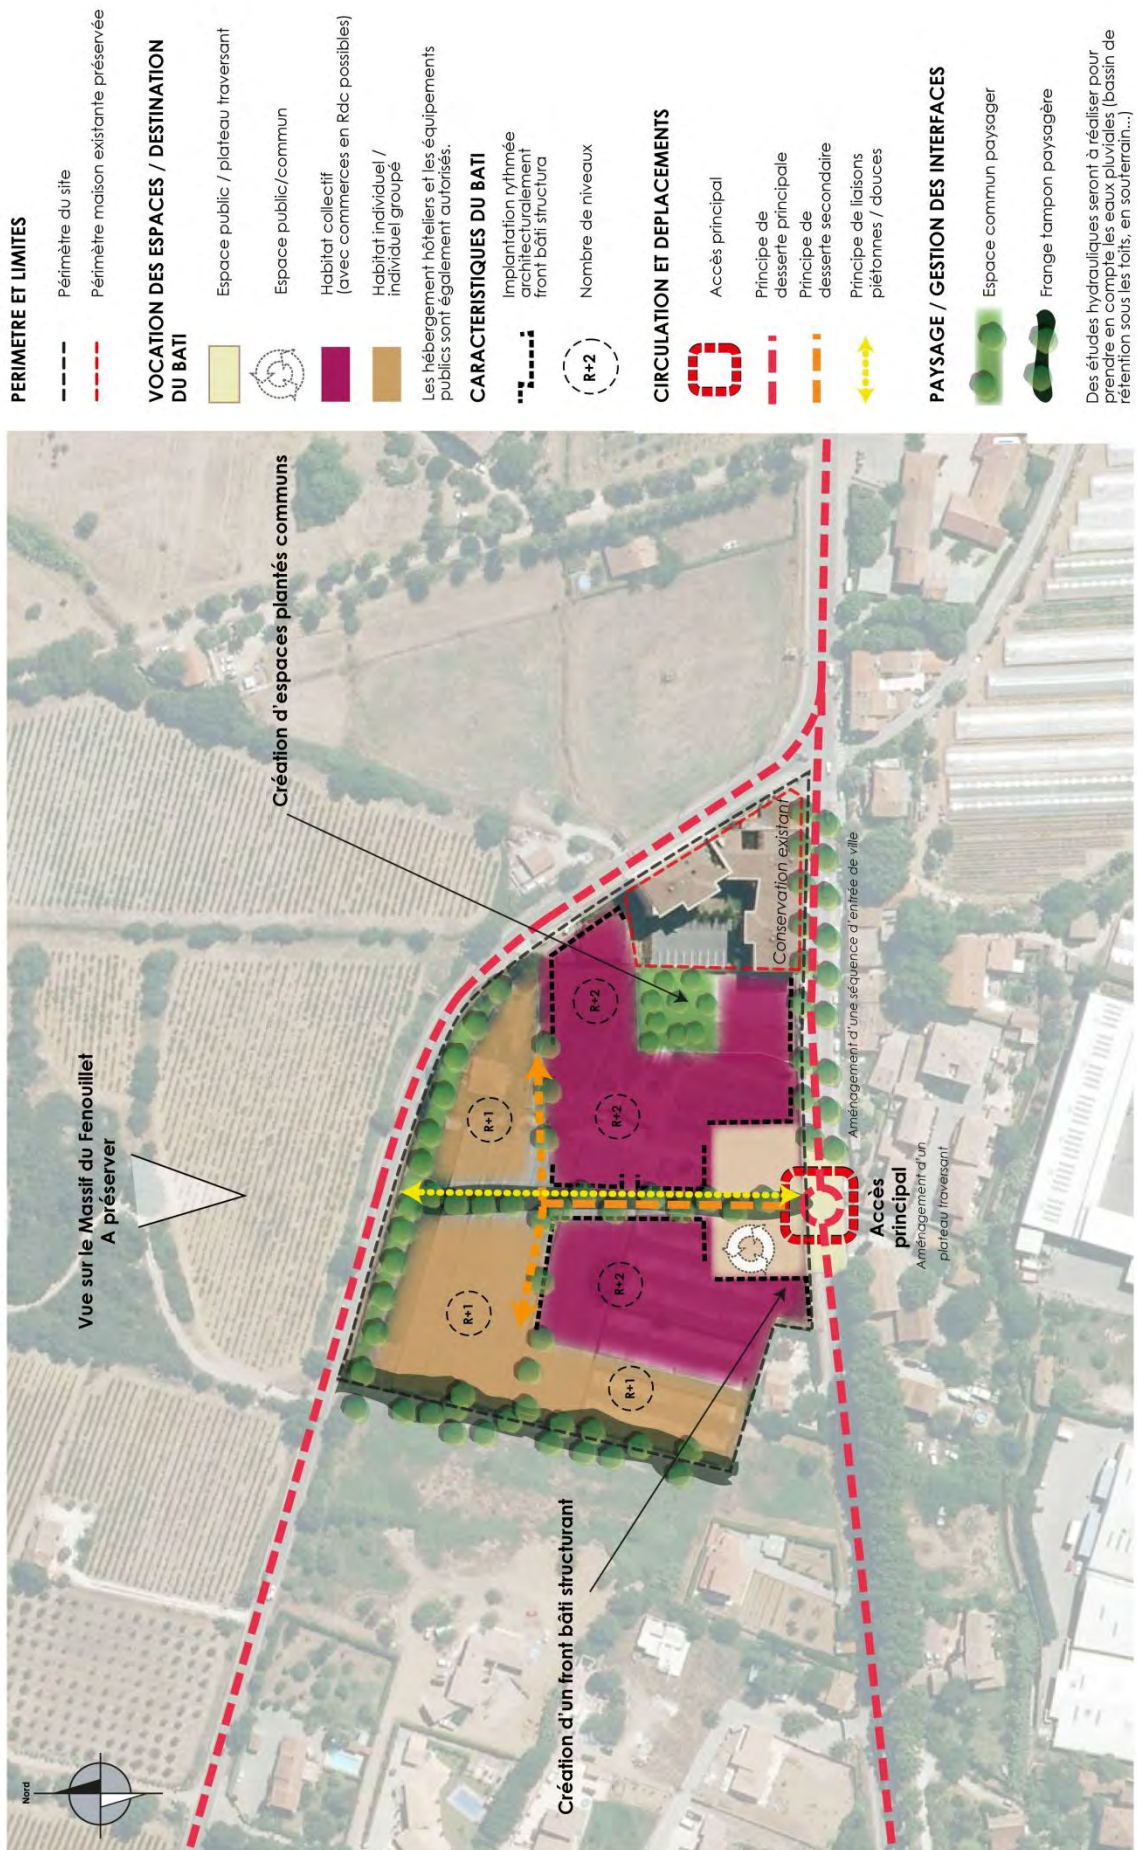 Nord
Vue sur le Massif du Fenouillet
A préserver
Création d'espaces plantés communs
Création d'un front bâti structurant
R+1
R+1
R+1
R+2
R+2
R+2
Conservation existant
Aménagement d'une séquence d'entrée de ville
Accès
principal
Aménagement d'un
plateau traversant
PERIMETRE ET LIMITES
Périmètre du site
Périmètre maison existante préservée
VOCATION DES ESPACES / DESTINATION
DU BATI
Espace public / plateau traversant
Espace public/commun
Habitat collectif
(avec commerces en Rdc possibles)
Habitat individuel /
individuel groupé
Les hébergement hôteliers et les équipements
publics sont également autorisés.
CARACTERISTIQUES DU BATI
Implantation rythmée
architecturalement
front bâti structura
R+2
Nombre de niveaux
CIRCULATION ET DEPLACEMENTS
Accès principal
Principe de
desserte principale
Principe de
desserte secondaire
Principe de liaisons
piétonnes / douces
PAYSAGE / GESTION DES INTERFACES
Espace commun paysager
Frange tampon paysagère
Des études hydrauliques seront à réaliser pour
prendre en compte les eaux pluviales (bassin de
rétention sous les toits, en souterrain...)